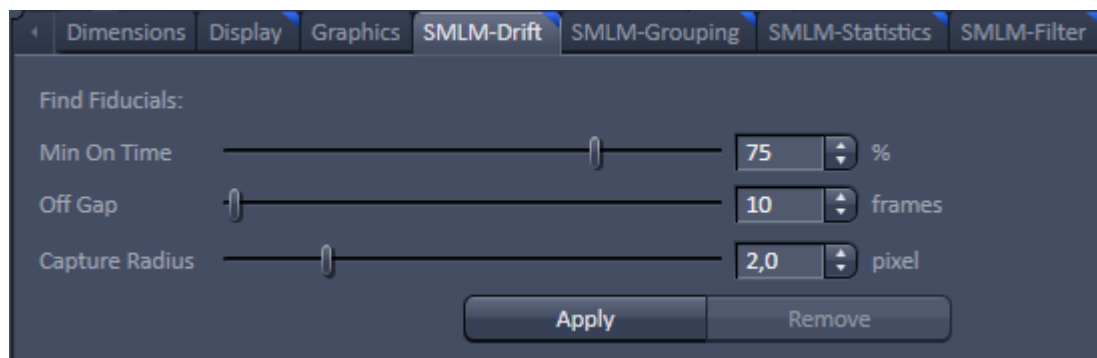 Dimensions Display Graphics SMLM-Drift SMLM-Grouping SMLM-Statistics SMLM-Filter
Find Fiducials:
Min On Time 75 %
Off Gap 10 frames
Capture Radius 2,0 pixel
Apply Remove